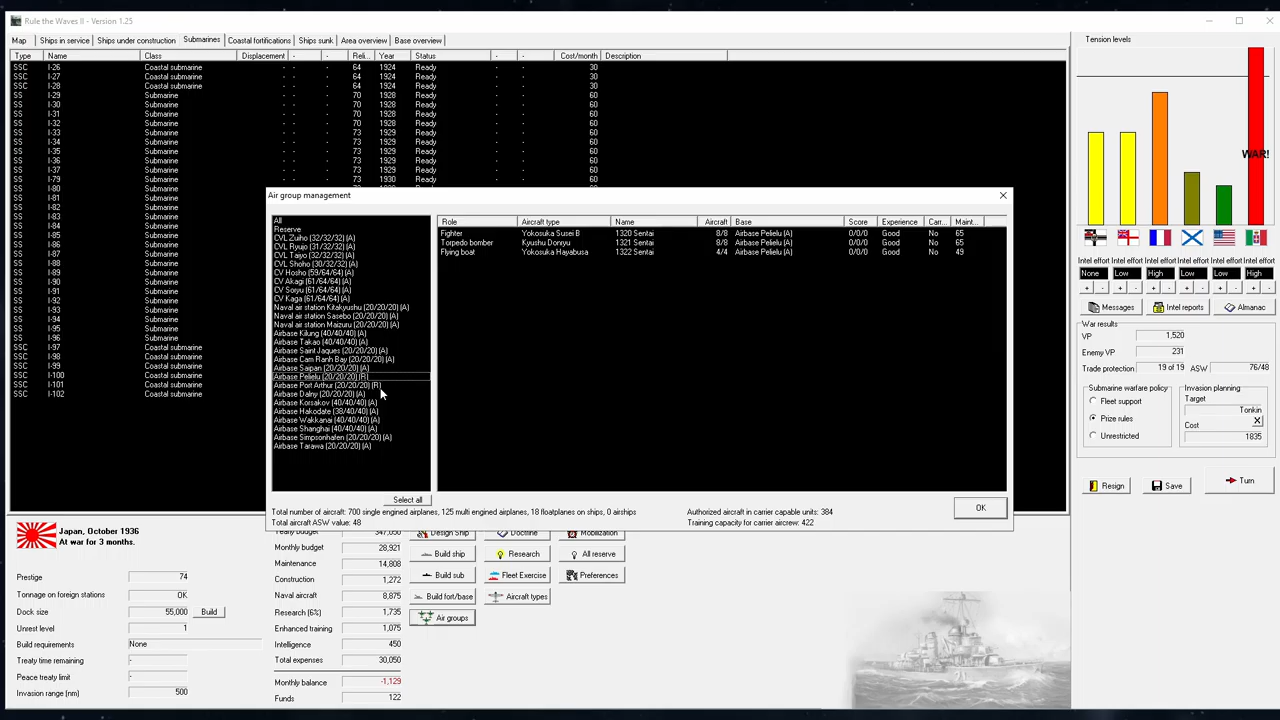 Rule the Waves II - Version 1.25
Map Ships in service Ships under construction Submarines Coastal fortifications Ships sunk Area overview Base overview
Type Name Class Displacement - - Reli... Year Status - - Cost/month Description
SSC I-26 Coastal submarine - - - 64 1924 Ready - - 30
SSC I-27 Coastal submarine - - - 64 1924 Ready - - 30
SSC I-28 Coastal submarine - - - 64 1924 Ready - - 30
SS I-29 Submarine - - - 70 1928 Ready - - 60
SS I-30 Submarine - - - 70 1928 Ready - - 60
SS I-31 Submarine - - - 70 1928 Ready - - 60
SS I-32 Submarine - - - 70 1928 Ready - - 60
SS I-33 Submarine - - - 73 1929 Ready - - 60
SS I-34 Submarine - - - 73 1929 Ready - - 60
SS I-35 Submarine - - - 73 1929 Ready - - 60
SS I-36 Submarine - - - 73 1929 Ready - - 60
SS I-37 Submarine - - - 73 1929 Ready - - 60
SS I-79 Submarine - - - 73 1930 Ready - - 60
SS I-80 Submarine
SS I-81 Submarine
SS I-82 Submarine
SS I-83 Submarine
SS I-84 Submarine
SS I-85 Submarine
SS I-86 Submarine
SS I-87 Submarine
SS I-88 Submarine
SS I-89 Submarine
SS I-90 Submarine
SS I-91 Submarine
SS I-92 Submarine
SS I-93 Submarine
SS I-94 Submarine
SS I-95 Submarine
SS I-96 Submarine
SSC I-97 Coastal submarine
SSC I-98 Coastal submarine
SSC I-99 Coastal submarine
SSC I-100 Coastal submarine
SSC I-101 Coastal submarine
SSC I-102 Coastal submarine
Air group management
All
Reserve
CVL Zuiho (32/32/32) (A)
CVL Ryujo (31/32/32) (A)
CVL Taiyo (32/32/32) (A)
CVL Shoho (30/32/32) (A)
CV Hosho (59/64/64) (A)
CV Akagi (61/64/64) (A)
CV Soryu (61/64/64) (A)
CV Kaga (61/64/64) (A)
Naval air station Kitakyushu (20/20/20) (A)
Naval air station Sasebo (20/20/20) (A)
Naval air station Maizuru (20/20/20) (A)
Airbase Kilung (40/40/40) (A)
Airbase Takao (40/40/40) (A)
Airbase Saint Jaques (20/20/20) (A)
Airbase Cam Ranh Bay (20/20/20) (A)
Airbase Saipan (20/20/20) (A)
Airbase Pelielu (20/20/20) (R)
Airbase Port Arthur (20/20/20) (R)
Airbase Dalny (20/20/20) (A)
Airbase Korsakov (40/40/40) (A)
Airbase Hakodate (38/40/40) (A)
Airbase Wakkanai (40/40/40) (A)
Airbase Shanghai (40/40/40) (A)
Airbase Simpsonhafen (20/20/20) (A)
Airbase Tarawa (20/20/20) (A)
Select all
Role Aircraft type Name Aircraft Base Score Experience Carr... Maint...
Fighter Yokosuka Susei B 1320 Sentai 8/8 Airbase Pelielu (A) 0/0/0 Good No 65
Torpedo bomber Kyushu Donryu 1321 Sentai 8/8 Airbase Pelielu (A) 0/0/0 Good No 65
Flying boat Yokosuka Hayabusa 1322 Sentai 4/4 Airbase Pelielu (A) 0/0/0 Good No 49
Total number of aircraft: 700 single engined airplanes, 125 multi engined airplanes, 18 floatplanes on ships, 0 airships
Total aircraft ASW value: 48
Authorized aircraft in carrier capable units: 384
Training capacity for carrier aircrew: 422
OK
Tension levels
WAR!
Intel effort Intel effort Intel effort Intel effort Intel effort Intel effort
None Low High Low Low High
+ - + - + - + - + - + -
Messages Intel reports Almanac
War results
VP 1,520
Enemy VP 231
Trade protection 19 of 19 ASW 76/48
Submarine warfare policy
Fleet support
Prize rules
Unrestricted
Invasion planning
Target
Tonkin
Cost X
1835
Resign Save Turn
Japan, October 1936
At war for 3 months.
Prestige 74
Tonnage on foreign stations OK
Dock size 55,000 Build
Unrest level 1
Build requirements None
Treaty time remaining -
Peace treaty limit -
Invasion range (nm) 500
Yearly budget 347,050
Monthly budget 28,921
Maintenance 14,808
Construction 1,272
Naval aircraft 8,875
Research (6%) 1,735
Enhanced training 1,075
Intelligence 450
Total expenses 30,050
Monthly balance -1,129
Funds 122
Design Ship Doctrine Mobilization
Build ship Research All reserve
Build sub Fleet Exercise Preferences
Build fort/base Aircraft types
Air groups